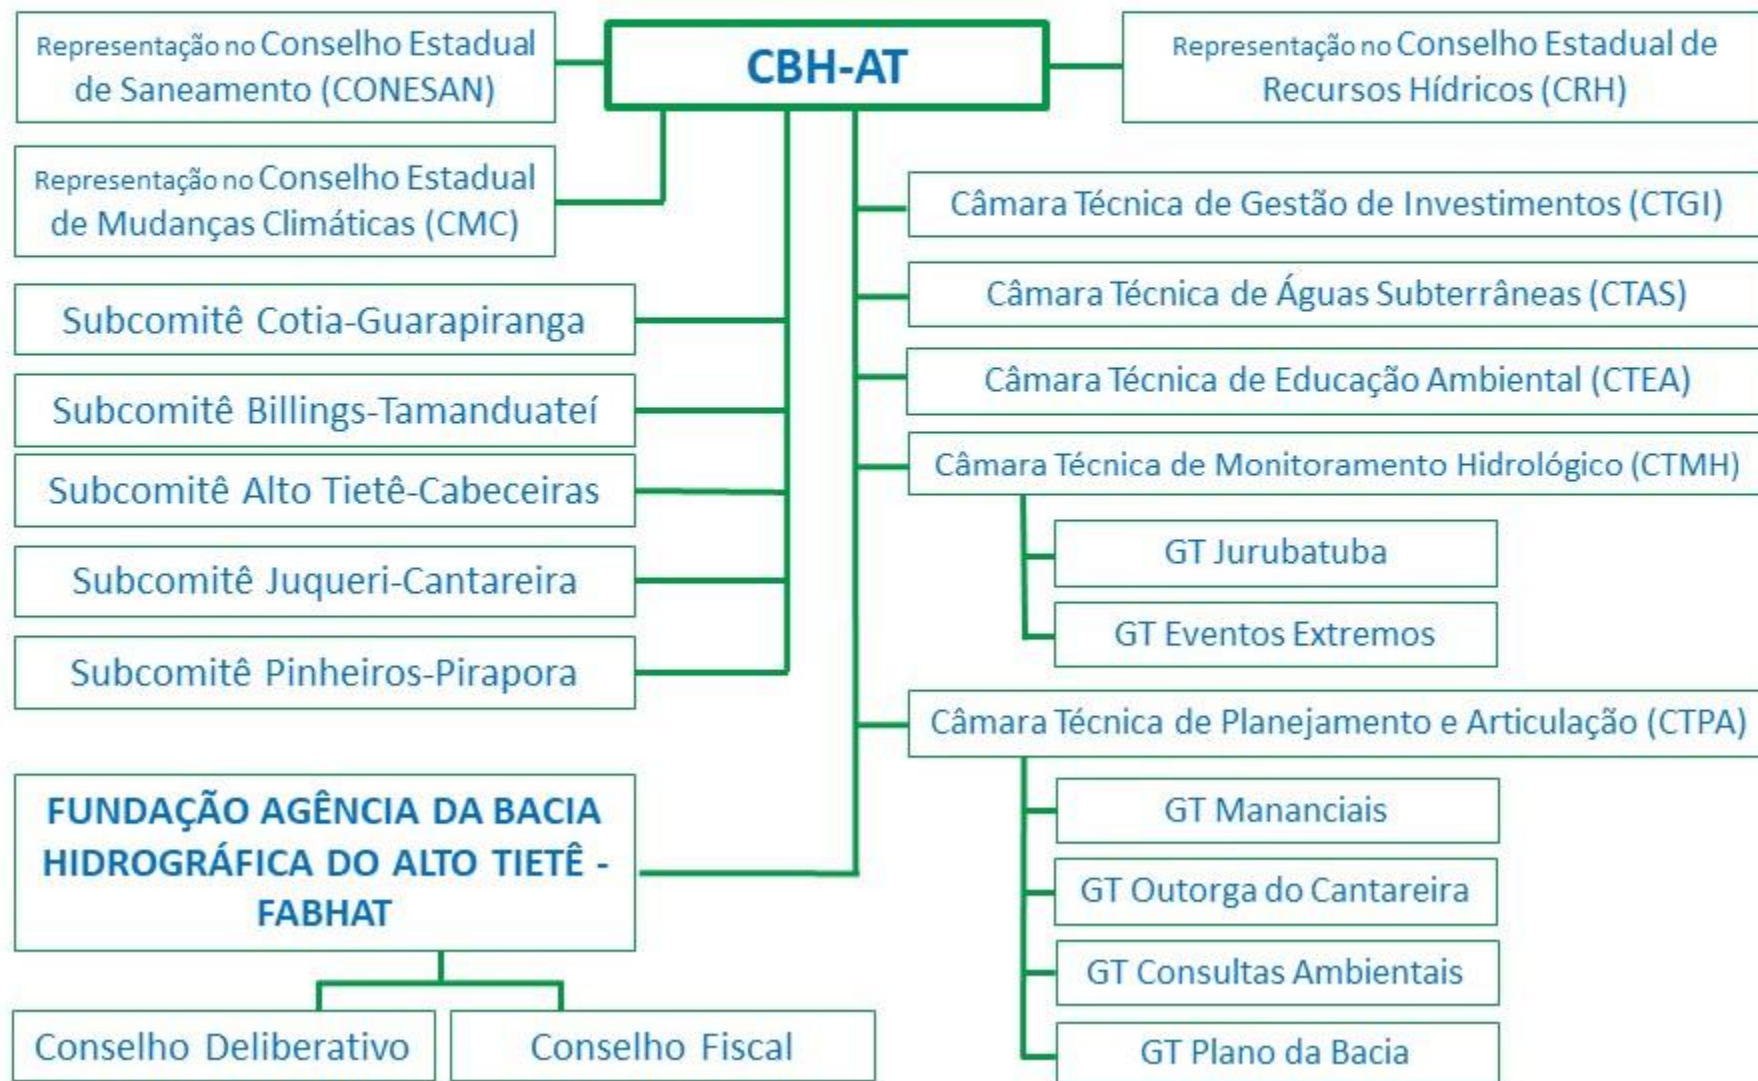 CBH-AT
Representação no Conselho Estadual
de Saneamento (CONESAN)
Representação no Conselho Estadual de
Recursos Hídricos (CRH)
Representação no Conselho Estadual
de Mudanças Climáticas (CMC)
Subcomitê Cotia-Guarapiranga
Subcomitê Billings-Tamanduateí
Subcomitê Alto Tietê-Cabeceiras
Subcomitê Juqueri-Cantareira
Subcomitê Pinheiros-Pirapora
Câmara Técnica de Gestão de Investimentos (CTGI)
Câmara Técnica de Águas Subterrâneas (CTAS)
Câmara Técnica de Educação Ambiental (CTEA)
Câmara Técnica de Monitoramento Hidrológico (CTMH)
GT Jurubatuba
GT Eventos Extremos
Câmara Técnica de Planejamento e Articulação (CTPA)
GT Mananciais
GT Outorga do Cantareira
GT Consultas Ambientais
GT Plano da Bacia
FUNDAÇÃO AGÊNCIA DA BACIA
HIDROGRÁFICA DO ALTO TIETÊ -
FABHAT
Conselho Deliberativo
Conselho Fiscal